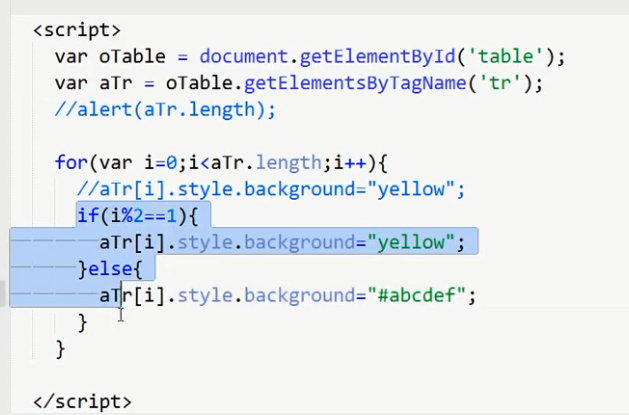 <script>
var oTable = document.getElementById('table');
var aTr = oTable.getElementsByTagName('tr');
//alert(aTr.length);
for(var i=0;i<aTr.length;i++){
//aTr[i].style.background="yellow";
if(i%2==1){
aTr[i].style.background="yellow";
}else{
aTr[i].style.background="#abcdef";
}
}
</script>